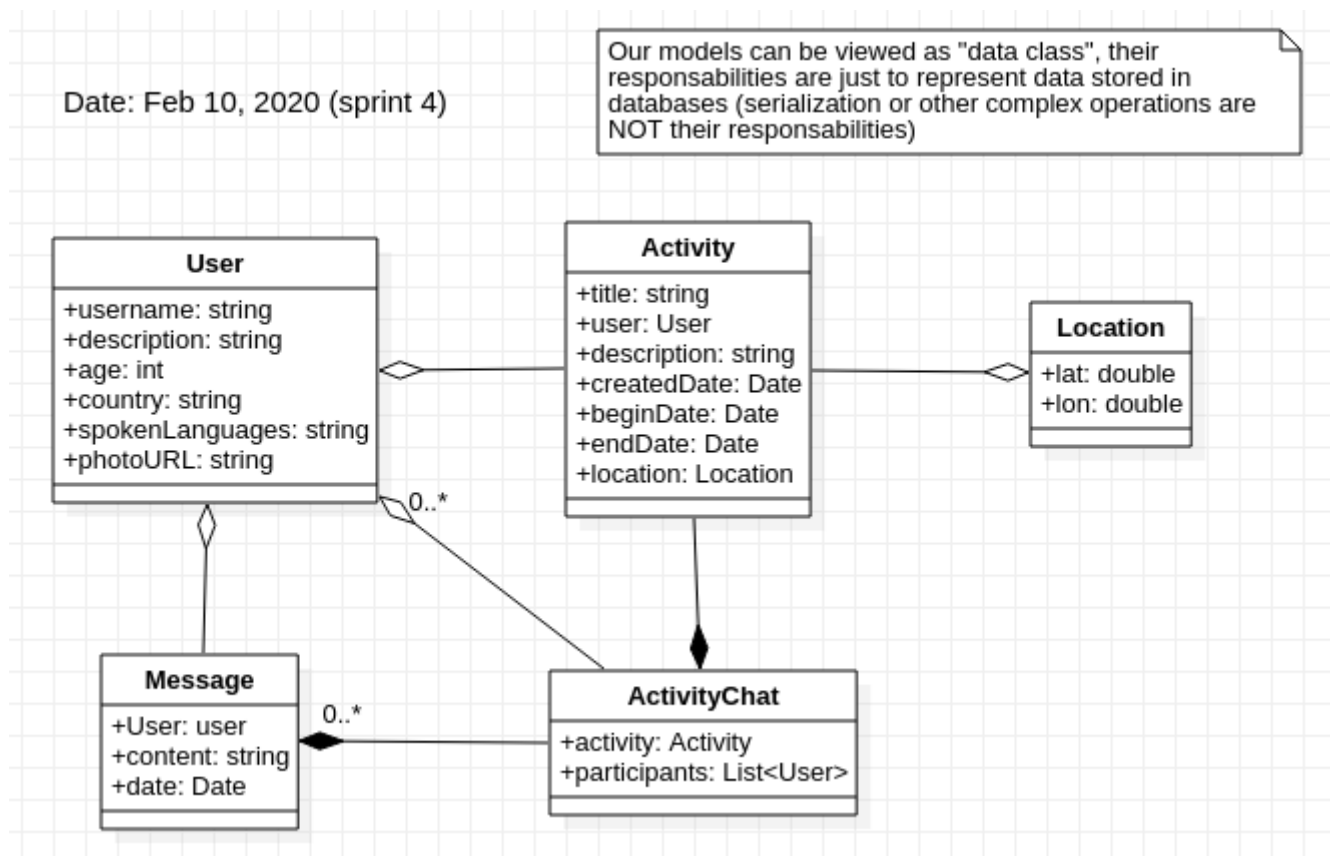 Date: Feb 10, 2020 (sprint 4)
Our models can be viewed as "data class", their
responsabilities are just to represent data stored in
databases (serialization or other complex operations are
NOT their responsabilities)
User
+username: string
+description: string
+age: int
+country: string
+spokenLanguages: string
+photoURL: string
Activity
+title: string
+user: User
+description: string
+createdDate: Date
+beginDate: Date
+endDate: Date
+location: Location
Location
+lat: double
+lon: double
0..*
Message
+User: user
+content: string
+date: Date
0..*
ActivityChat
+activity: Activity
+participants: List<User>